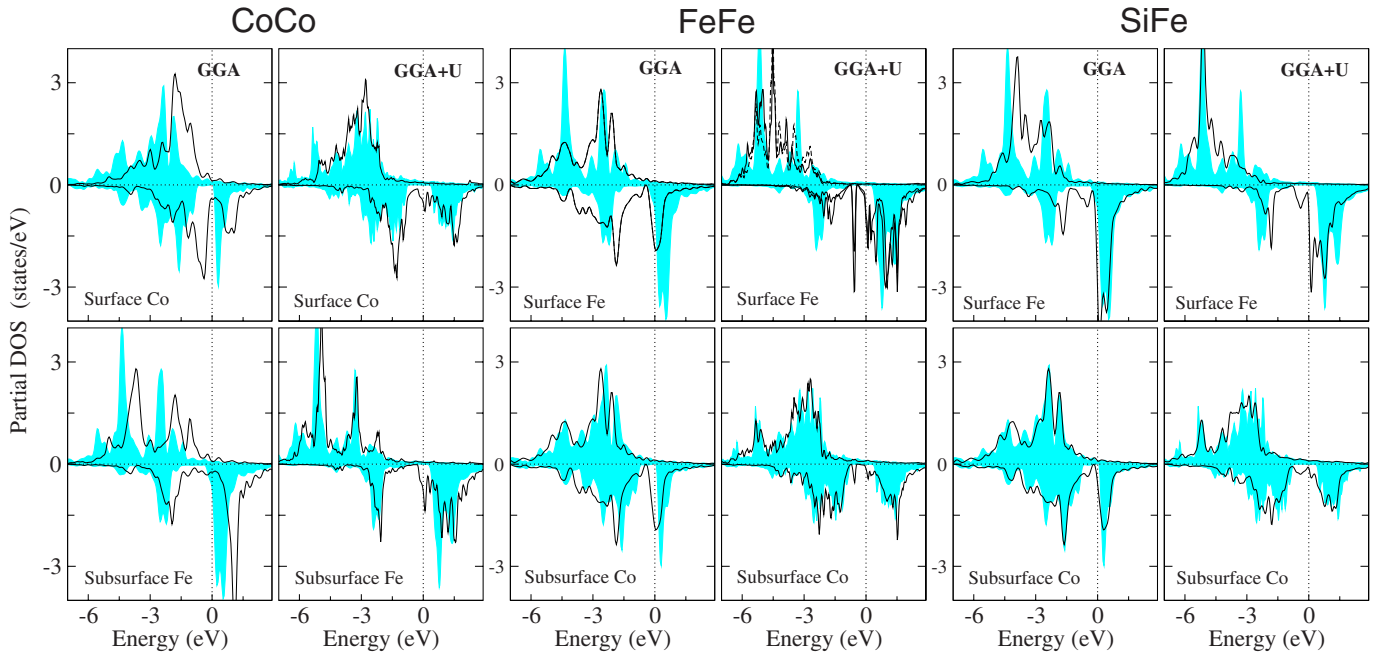 CoCo FeFe SiFe
GGA GGA+U GGA GGA+U GGA GGA+U
3
0
-3
Surface Co Surface Co Surface Fe Surface Fe Surface Fe Surface Fe
Partial DOS (states/eV)
3
0
-3
Subsurface Fe Subsurface Fe Subsurface Co Subsurface Co Subsurface Co Subsurface Co
-6 -3 0 -6 -3 0 -6 -3 0 -6 -3 0 -6 -3 0 -6 -3 0
Energy (eV) Energy (eV) Energy (eV) Energy (eV) Energy (eV) Energy (eV)